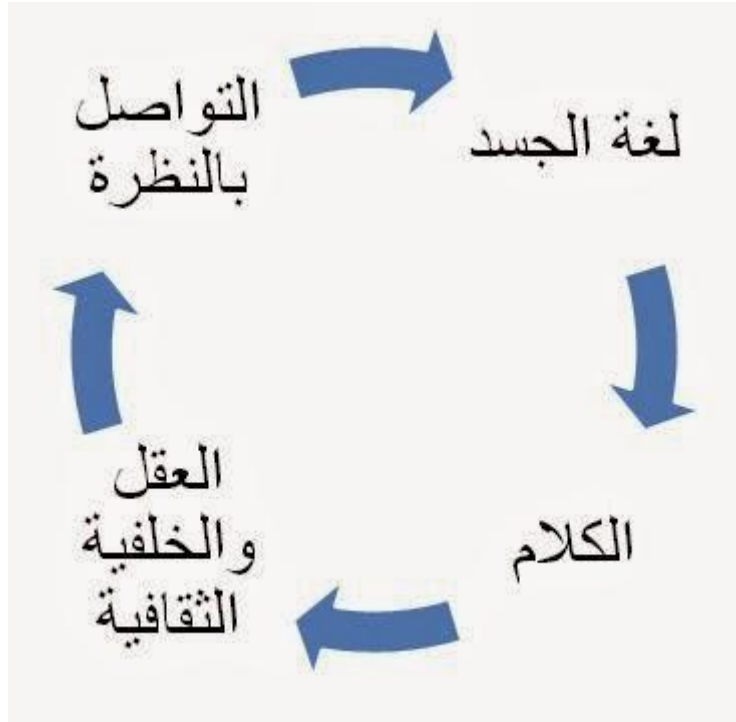 التواصل
بالنظرة
لغة الجسد
الكلام
العقل
والخلفية
الثقافية